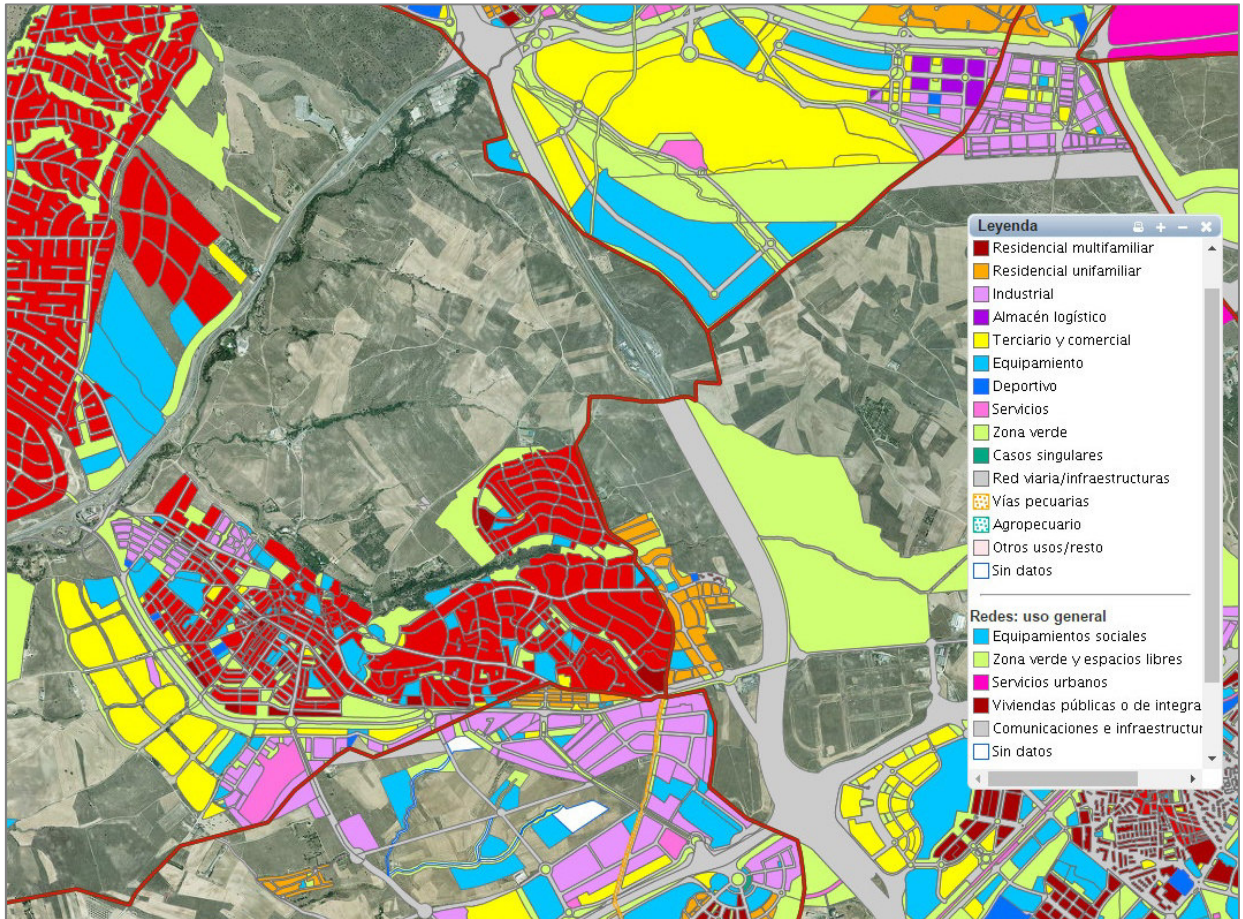 Leyenda
Residencial multifamiliar
Residencial unifamiliar
Industrial
Almacén logístico
Terciario y comercial
Equipamiento
Deportivo
Servicios
Zona verde
Casos singulares
Red viaria/infraestructuras
Vías pecuarias
Agropecuario
Otros usos/resto
Sin datos
Redes: uso general
Equipamientos sociales
Zona verde y espacios libres
Servicios urbanos
Viviendas públicas o de integra
Comunicaciones e infraestructur
Sin datos